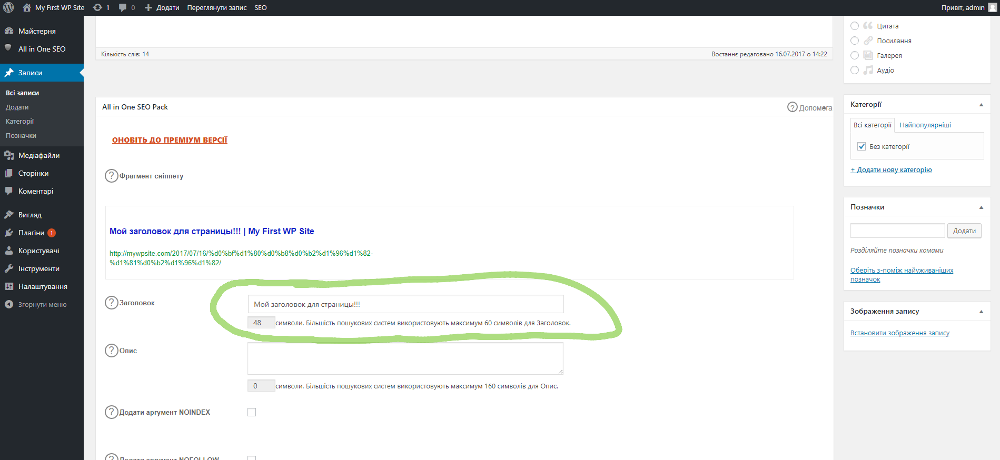 My First WP Site 1 0 Додати Переглянути запис SEO Привіт, admin
Майстерня
All in One SEO
Записи
Всі записи
Додати
Категорії
Позначки
Медіафайли
Сторінки
Коментарі
Вигляд
Плагіни 1
Користувачі
Інструменти
Налаштування
Згорнути меню
Кількість слів: 14 Востаннє редаговано 16.07.2017 о 14:22
All in One SEO Pack Допомога
ОНОВІТЬ ДО ПРЕМІУМ ВЕРСІЇ
Фрагмент сніппету
Мой заголовок для страницы!!! | My First WP Site
http://mywpsite.com/2017/07/16/%d0%bf%d1%80%d0%b8%d0%b2%d1%96%d1%82-
%d1%81%d0%b2%d1%96%d1%82/
Заголовок Мой заголовок для страницы!!!
48 символи. Більшість пошукових систем використовують максимум 60 символів для Заголовок.
Опис
0 символи. Більшість пошукових систем використовують максимум 160 символів для Опис.
Додати аргумент NOINDEX
Додати аргумент NOFOLLOW
Цитата
Посилання
Галерея
Аудіо
Категорії
Всі категорії Найпопулярніші
Без категорії
+ Додати нову категорію
Позначки
Додати
Розділяйте позначки комами
Оберіть з-поміж найуживаніших
позначок
Зображення запису
Встановити зображення запису